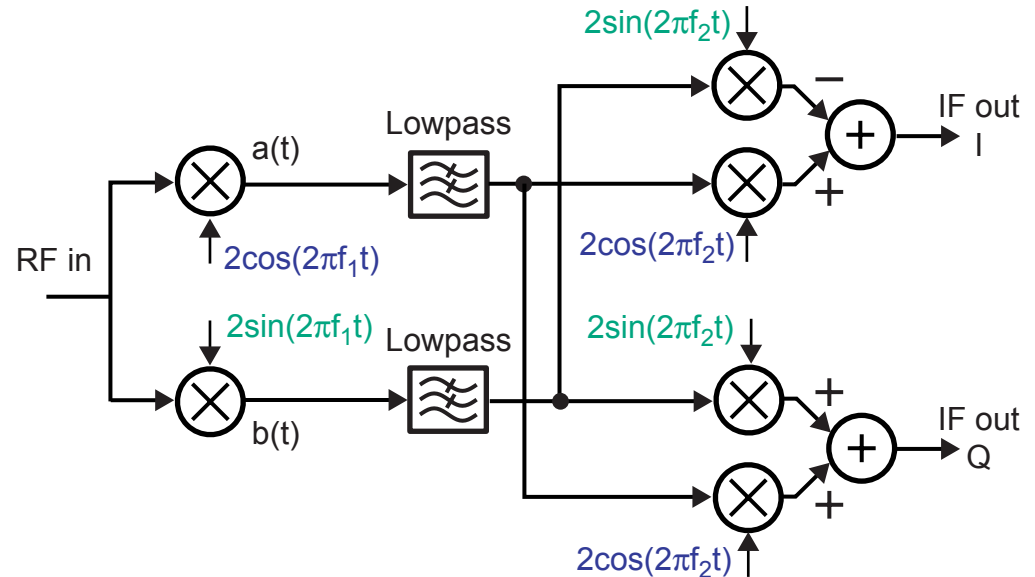 2sin(2πf₂t)
−
IF out
I
Lowpass
a(t)
+
+
2cos(2πf₁t)
2cos(2πf₂t)
RF in
2sin(2πf₁t)
Lowpass
2sin(2πf₂t)
b(t)
+
IF out
Q
+
+
2cos(2πf₂t)